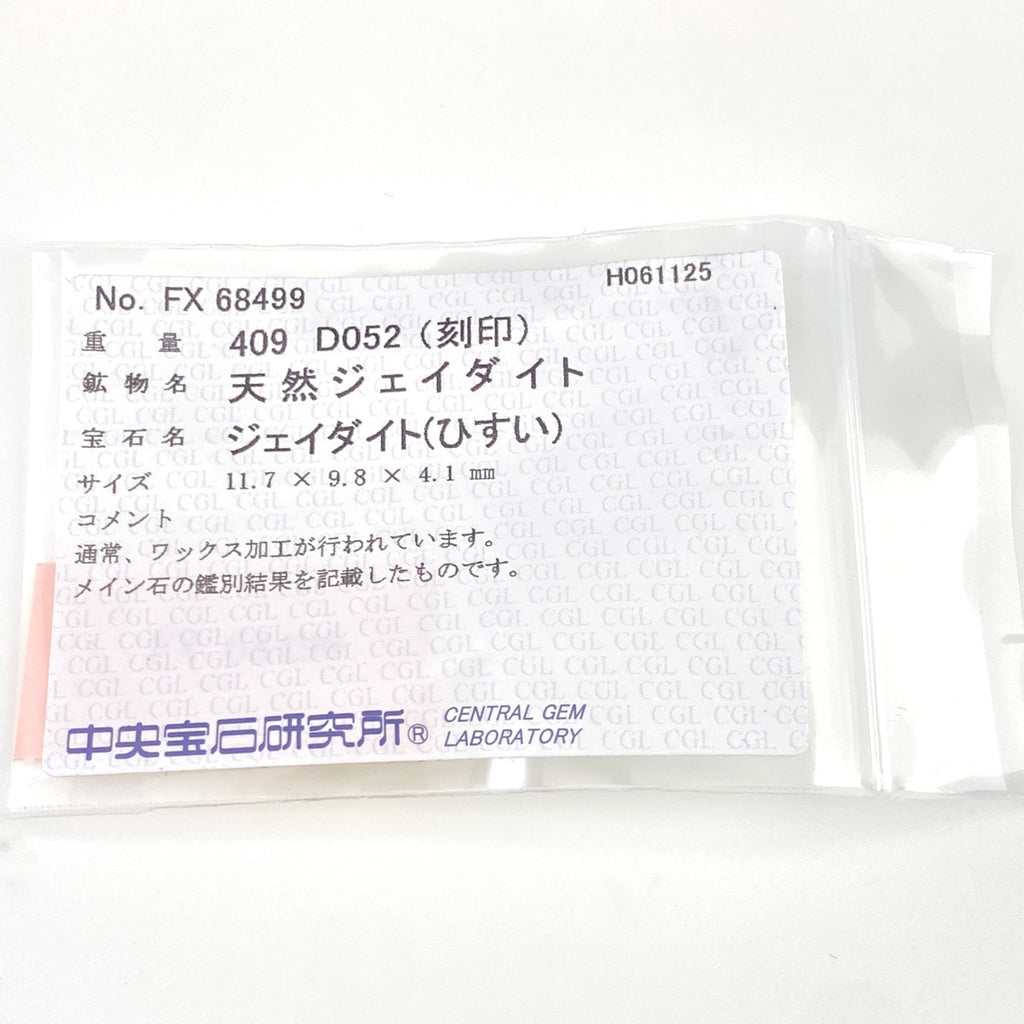 No. FX 68499
H061125
重量 409 D052 (刻印)
鉱物名 天然ジェイダイト
宝石名 ジェイダイト(ひすい)
サイズ 11.7 × 9.8 × 4.1 mm
コメント
通常、ワックス加工が行われています。
メイン石の鑑別結果を記載したものです。
中央宝石研究所® CENTRAL GEM
LABORATORY